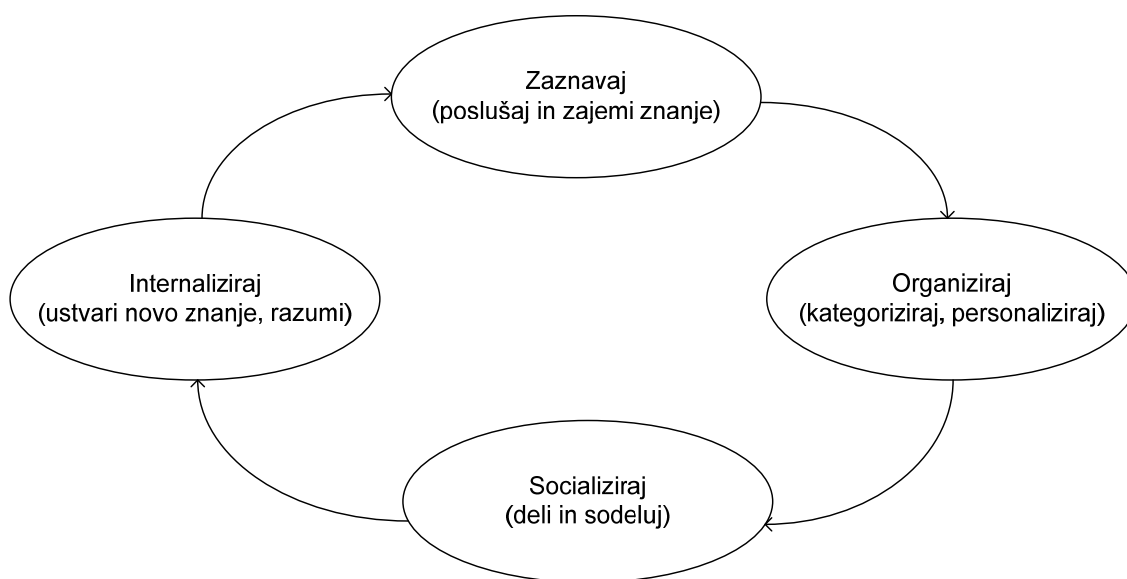 Zaznavaj
(poslušaj in zajemi znanje)
Internaliziraj
(ustvari novo znanje, razumi)
Organiziraj
(kategoriziraj, personaliziraj)
Socializiraj
(deli in sodeluj)